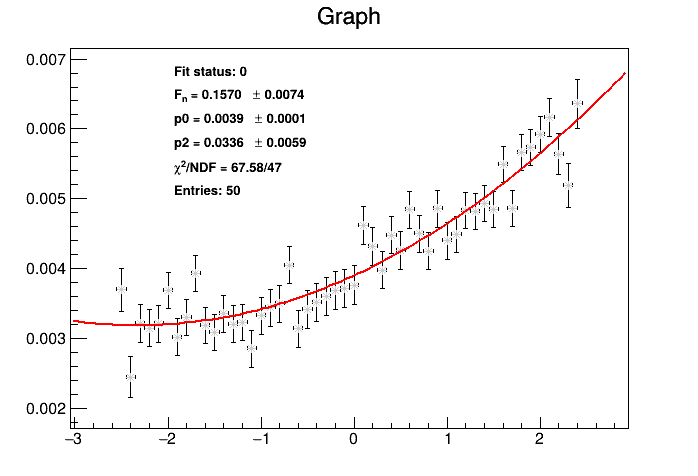 Graph
0.007
0.006
0.005
0.004
0.003
0.002
Fit status: 0
Fn = 0.1570 ± 0.0074
p0 = 0.0039 ± 0.0001
p2 = 0.0336 ± 0.0059
χ²/NDF = 67.58/47
Entries: 50
−3 −2 −1 0 1 2